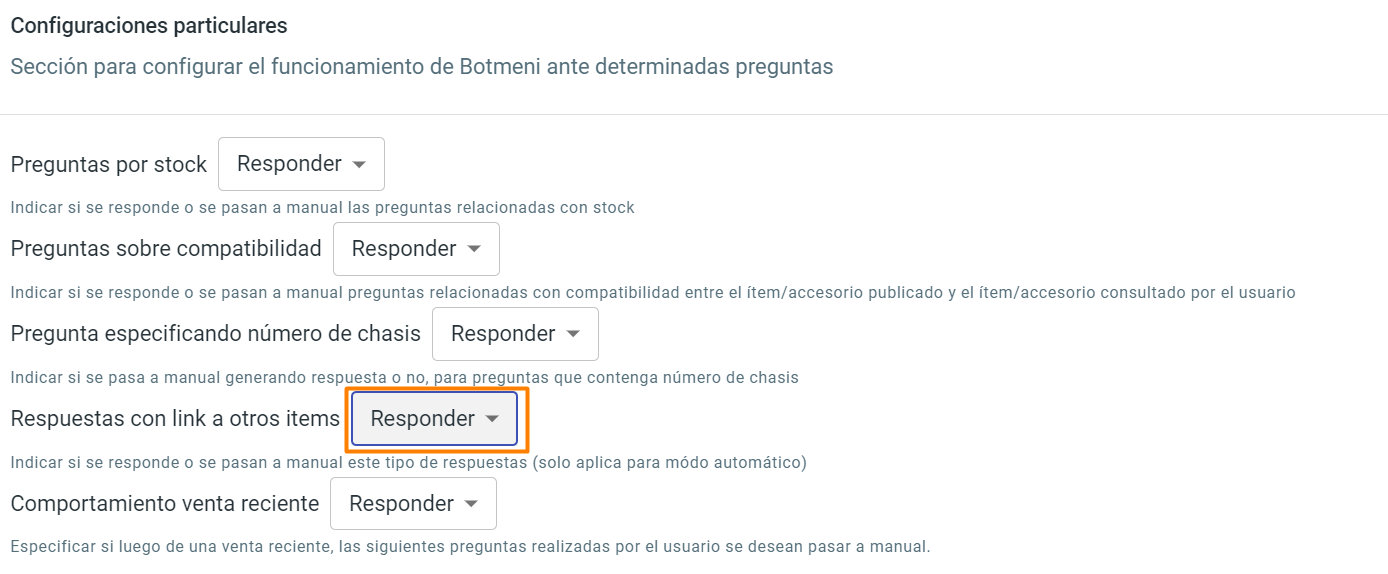 Configuraciones particulares
Sección para configurar el funcionamiento de Botmeni ante determinadas preguntas
Preguntas por stock Responder
Indicar si se responde o se pasan a manual las preguntas relacionadas con stock
Preguntas sobre compatibilidad Responder
Indicar si se responde o se pasan a manual preguntas relacionadas con compatibilidad entre el ítem/accesorio publicado y el ítem/accesorio consultado por el usuario
Pregunta especificando número de chasis Responder
Indicar si se pasa a manual generando respuesta o no, para preguntas que contenga número de chasis
Respuestas con link a otros items Responder
Indicar si se responde o se pasan a manual este tipo de respuestas (solo aplica para módo automático)
Comportamiento venta reciente Responder
Especificar si luego de una venta reciente, las siguientes preguntas realizadas por el usuario se desean pasar a manual.